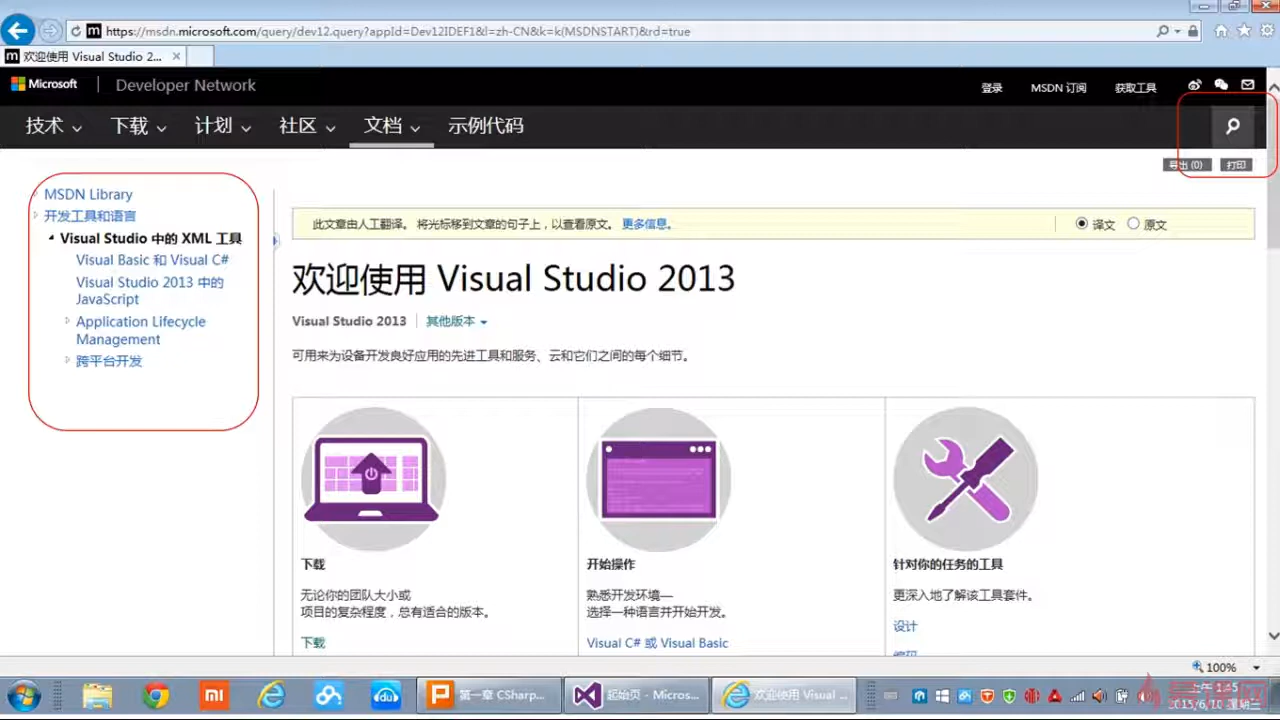 https://msdn.microsoft.com/query/dev12.query?appId=Dev12IDEF1&l=zh-CN&k=k(MSDNSTART)&rd=true
欢迎使用 Visual Studio 2...
Microsoft
Developer Network
登录
MSDN 订阅
获取工具
技术
下载
计划
社区
文档
示例代码
导出 (0)
打印
MSDN Library
开发工具和语言
Visual Studio 中的 XML 工具
Visual Basic 和 Visual C#
Visual Studio 2013 中的
JavaScript
Application Lifecycle
Management
跨平台开发
此文章由人工翻译。 将光标移到文章的句子上，以查看原文。 更多信息。
译文
原文
欢迎使用 Visual Studio 2013
Visual Studio 2013
其他版本
可用来为设备开发良好应用的先进工具和服务、云和它们之间的每个细节。
下载
无论你的团队大小或
项目的复杂程度，总有适合的版本。
下载
开始操作
熟悉开发环境—
选择一种语言并开始开发。
Visual C# 或 Visual Basic
针对你的任务的工具
更深入地了解该工具套件。
设计
编码
100%
第一章 CSharp...
起始页 - Micros...
欢迎使用 Visual ...